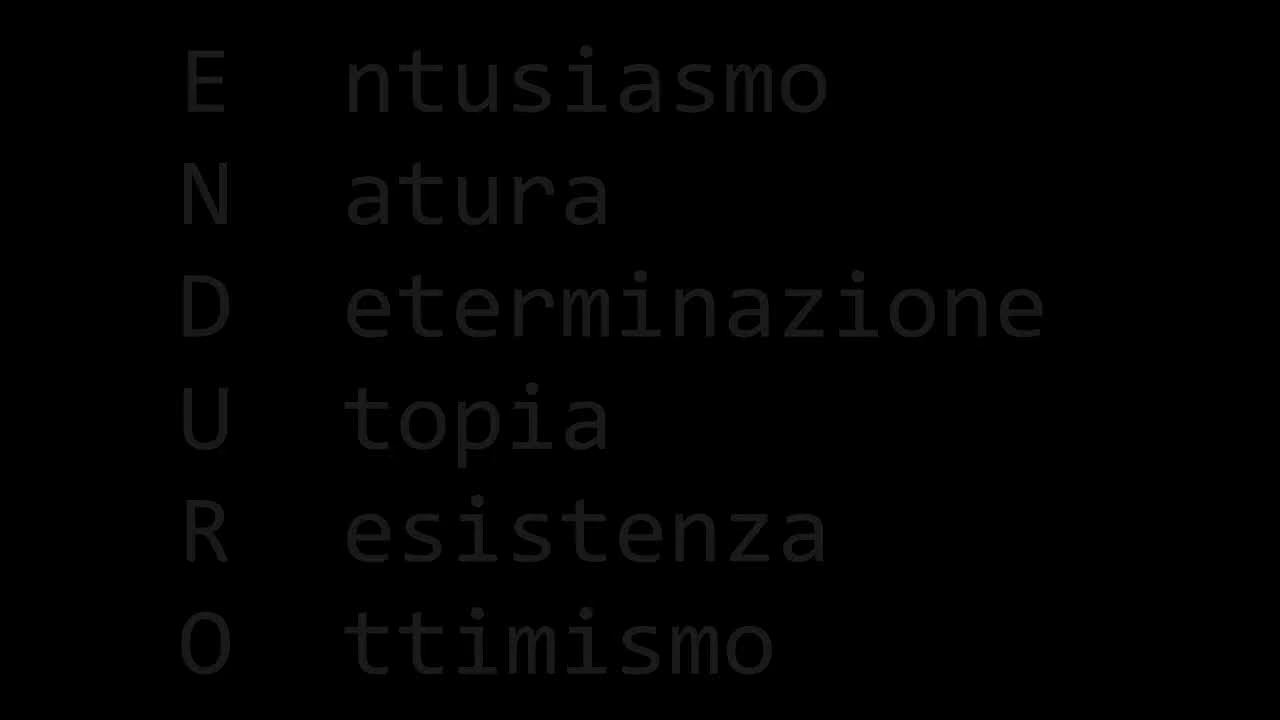 E ntusiasmo
N atura
D eterminazione
U topia
R esistenza
O ttimismo